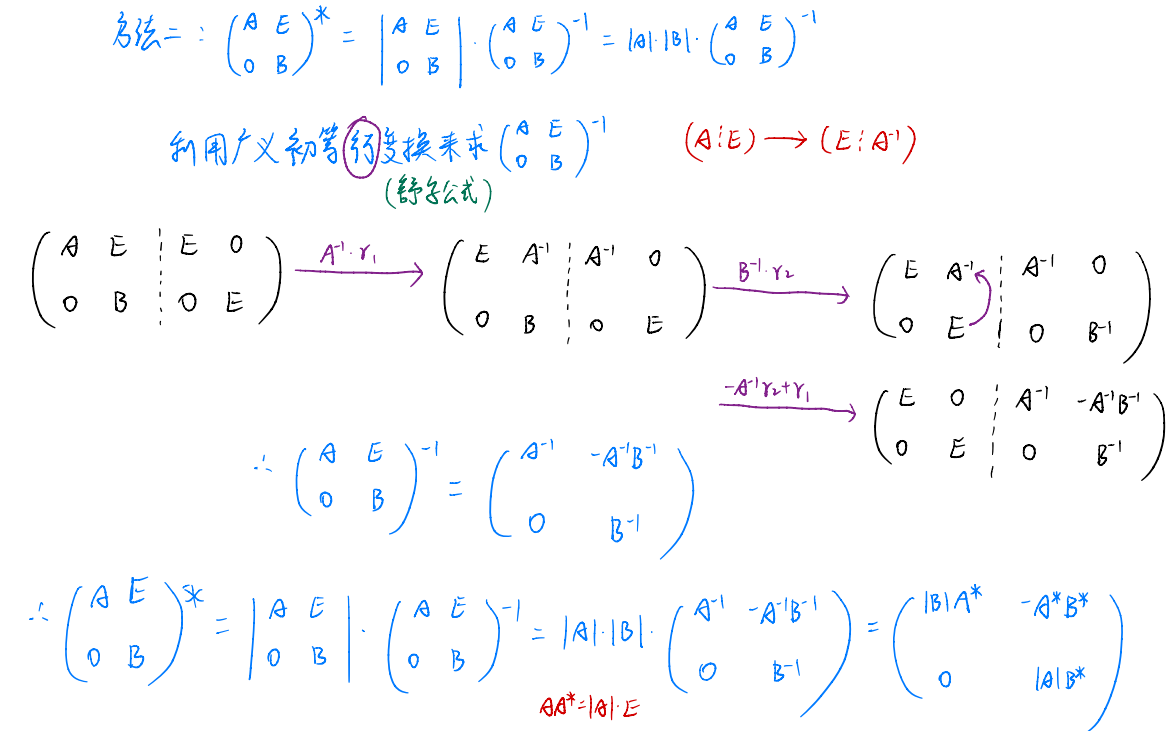 方法二: (A E; 0 B)* = |A E; 0 B| · (A E; 0 B)⁻¹ = |A|·|B|· (A E; 0 B)⁻¹
利用广义初等行变换来求 (A E; 0 B)⁻¹ (A⋮E) → (E⋮A⁻¹)
(舒尔公式)
(A E ⋮ E 0; 0 B ⋮ 0 E) —A⁻¹·r₁→ (E A⁻¹ ⋮ A⁻¹ 0; 0 B ⋮ 0 E) —B⁻¹·r₂→ (E A⁻¹ ⋮ A⁻¹ 0; 0 E ⋮ 0 B⁻¹)
—-A⁻¹r₂+r₁→ (E 0 ⋮ A⁻¹ -A⁻¹B⁻¹; 0 E ⋮ 0 B⁻¹)
∴ (A E; 0 B)⁻¹ = (A⁻¹ -A⁻¹B⁻¹; 0 B⁻¹)
∴ (A E; 0 B)* = |A E; 0 B| · (A E; 0 B)⁻¹ = |A|·|B|· (A⁻¹ -A⁻¹B⁻¹; 0 B⁻¹) = (|B|A* -A*B*; 0 |A|B*)
AA*=|A|·E